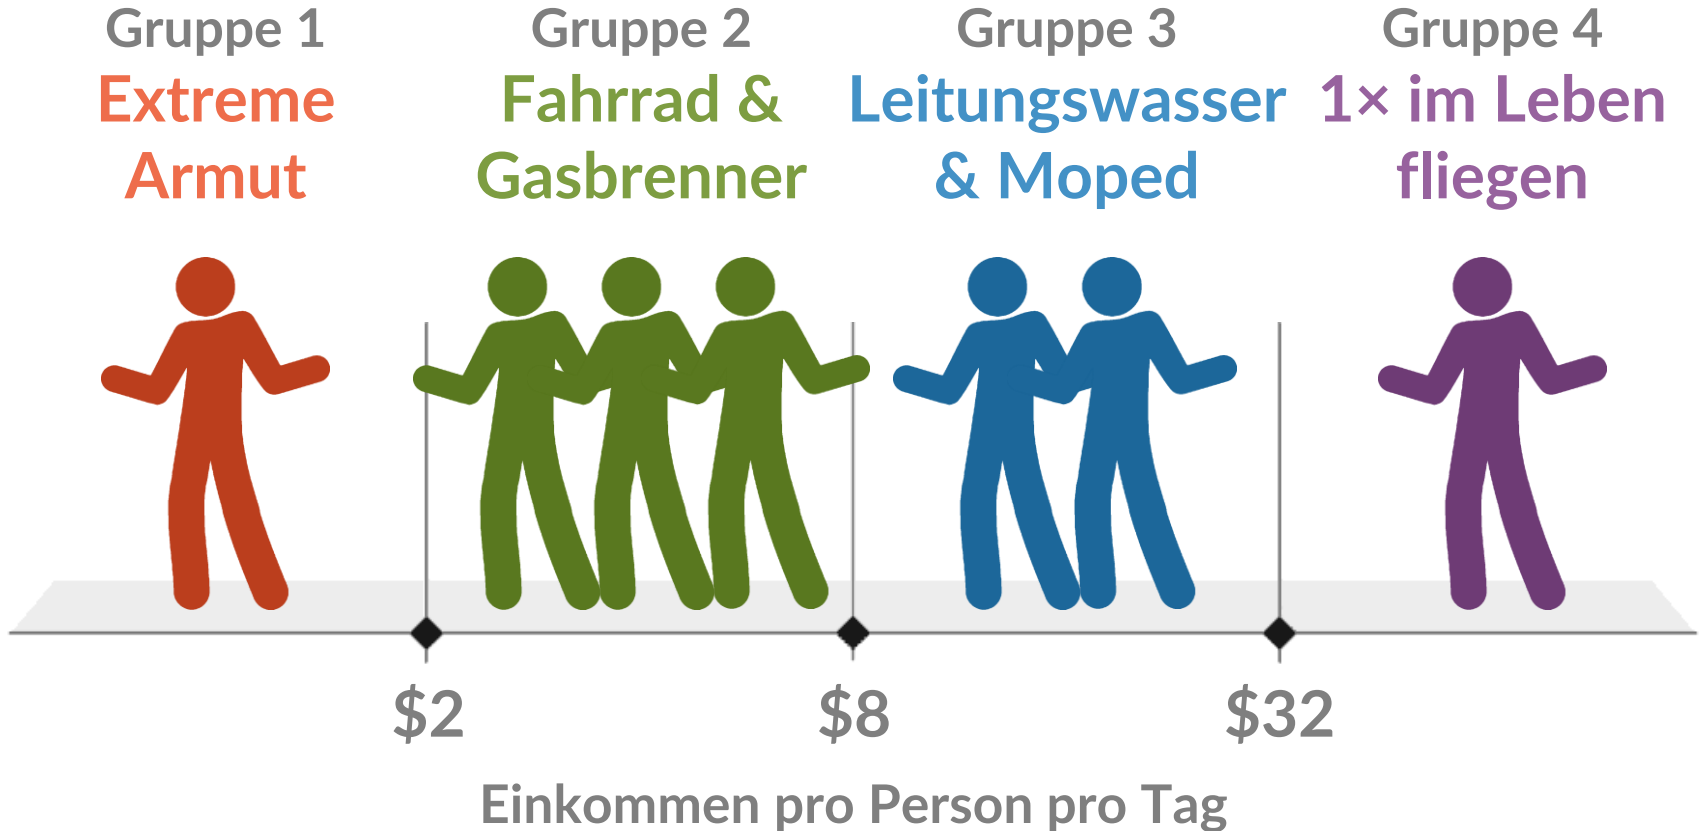 Gruppe 1
Extreme
Armut
Gruppe 2
Fahrrad &
Gasbrenner
Gruppe 3
Leitungswasser
& Moped
Gruppe 4
1× im Leben
fliegen
$2
$8
$32
Einkommen pro Person pro Tag